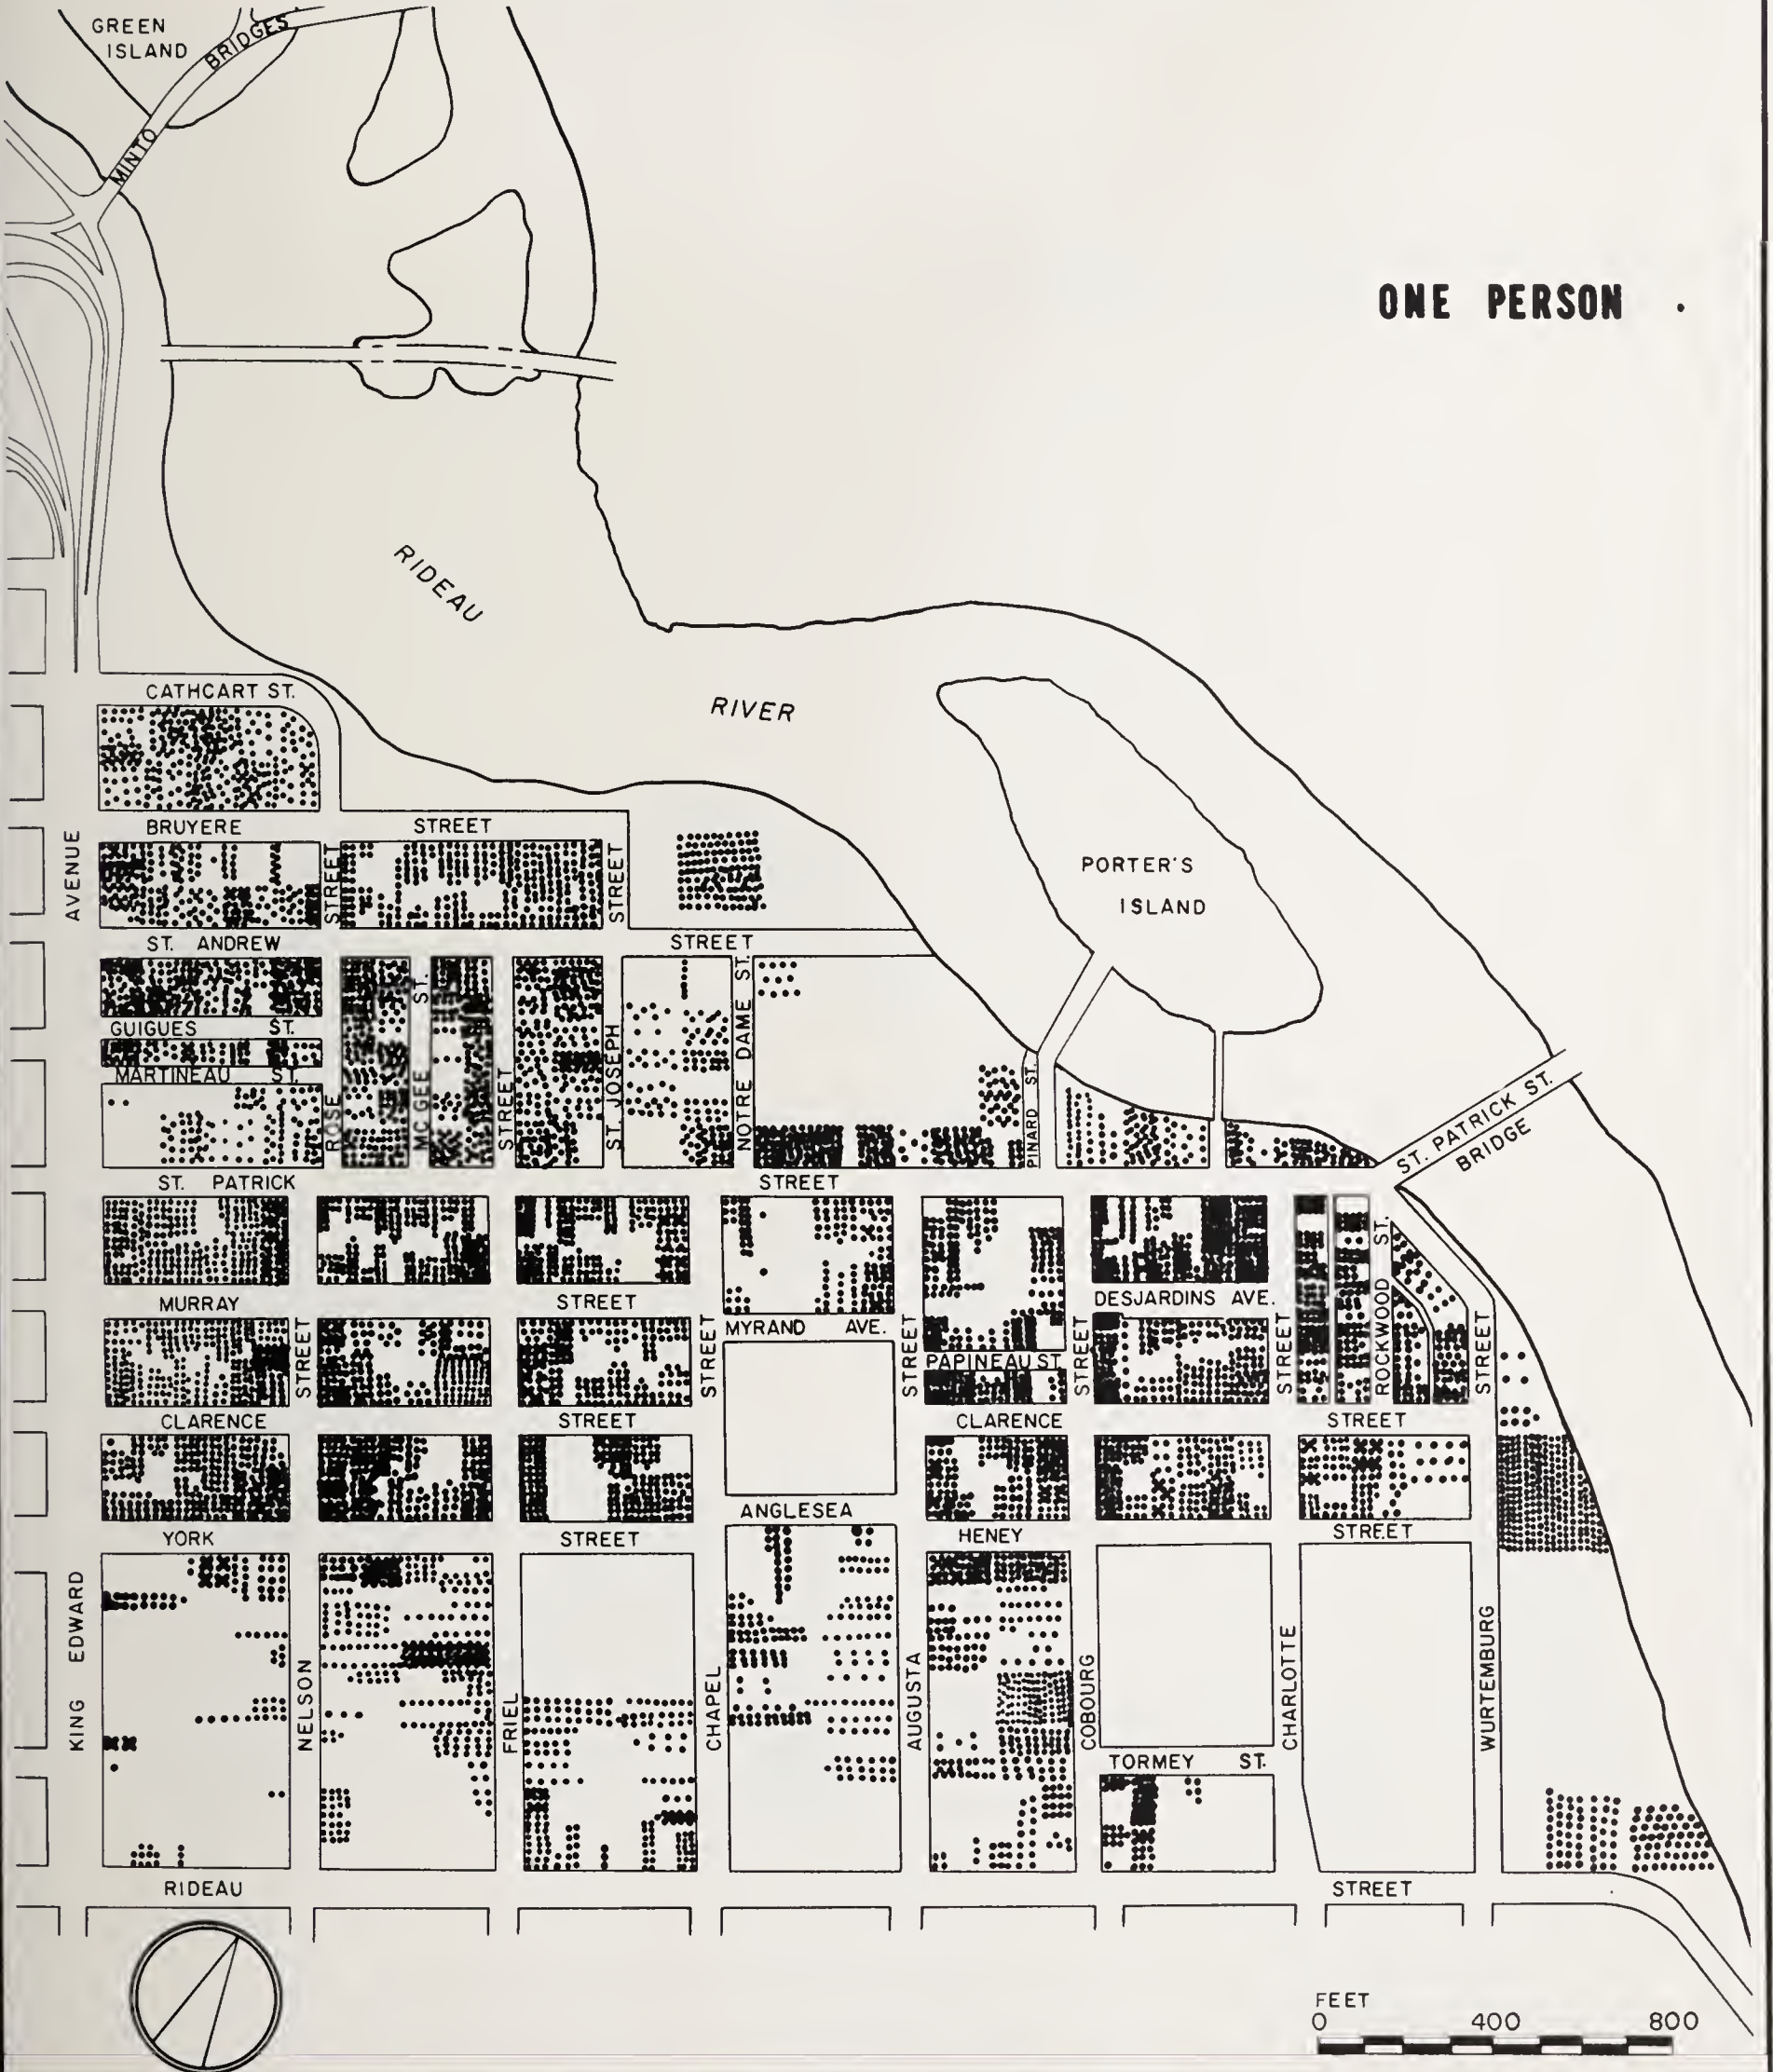 GREEN
ISLAND
MINTO BRIDGES
ONE PERSON
RIDEAU
RIVER
CATHCART ST.
PORTER'S
ISLAND
AVENUE
BRUYERE STREET
STREET
STREET
ST. ANDREW STREET
GUIGUES ST.
MARTINEAU ST.
ROSE
MC GEE ST.
STREET
ST. JOSEPH
NOTRE DAME ST.
PINARD ST.
ST. PATRICK ST.
BRIDGE
ST. PATRICK STREET
MURRAY STREET
DESJARDINS AVE.
MYRAND AVE.
PAPINEAU ST.
ROCKWOOD ST.
STREET
STREET
STREET
STREET
STREET
STREET
CLARENCE STREET CLARENCE STREET
ANGLESEA
YORK STREET HENEY STREET
KING EDWARD
NELSON
FRIEL
CHAPEL
AUGUSTA
COBOURG
CHARLOTTE
WURTEMBURG
TORMEY ST.
RIDEAU STREET
FEET
0 400 800